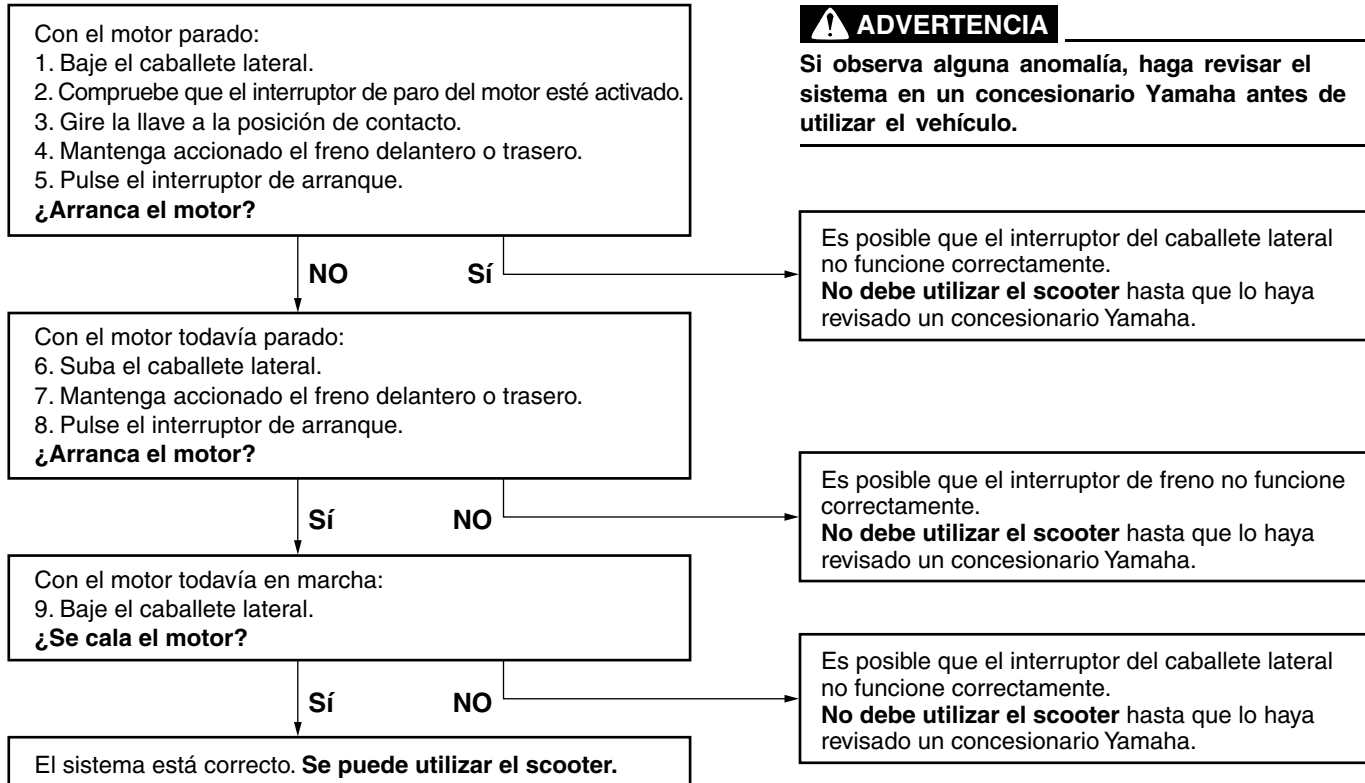 Con el motor parado:
1. Baje el caballete lateral.
2. Compruebe que el interruptor de paro del motor esté activado.
3. Gire la llave a la posición de contacto.
4. Mantenga accionado el freno delantero o trasero.
5. Pulse el interruptor de arranque.
¿Arranca el motor?
ADVERTENCIA
Si observa alguna anomalía, haga revisar el
sistema en un concesionario Yamaha antes de
utilizar el vehículo.
NO
Sí
Es posible que el interruptor del caballete lateral
no funcione correctamente.
No debe utilizar el scooter hasta que lo haya
revisado un concesionario Yamaha.
Con el motor todavía parado:
6. Suba el caballete lateral.
7. Mantenga accionado el freno delantero o trasero.
8. Pulse el interruptor de arranque.
¿Arranca el motor?
Sí
NO
Es posible que el interruptor de freno no funcione
correctamente.
No debe utilizar el scooter hasta que lo haya
revisado un concesionario Yamaha.
Con el motor todavía en marcha:
9. Baje el caballete lateral.
¿Se cala el motor?
Sí
NO
Es posible que el interruptor del caballete lateral
no funcione correctamente.
No debe utilizar el scooter hasta que lo haya
revisado un concesionario Yamaha.
El sistema está correcto. Se puede utilizar el scooter.